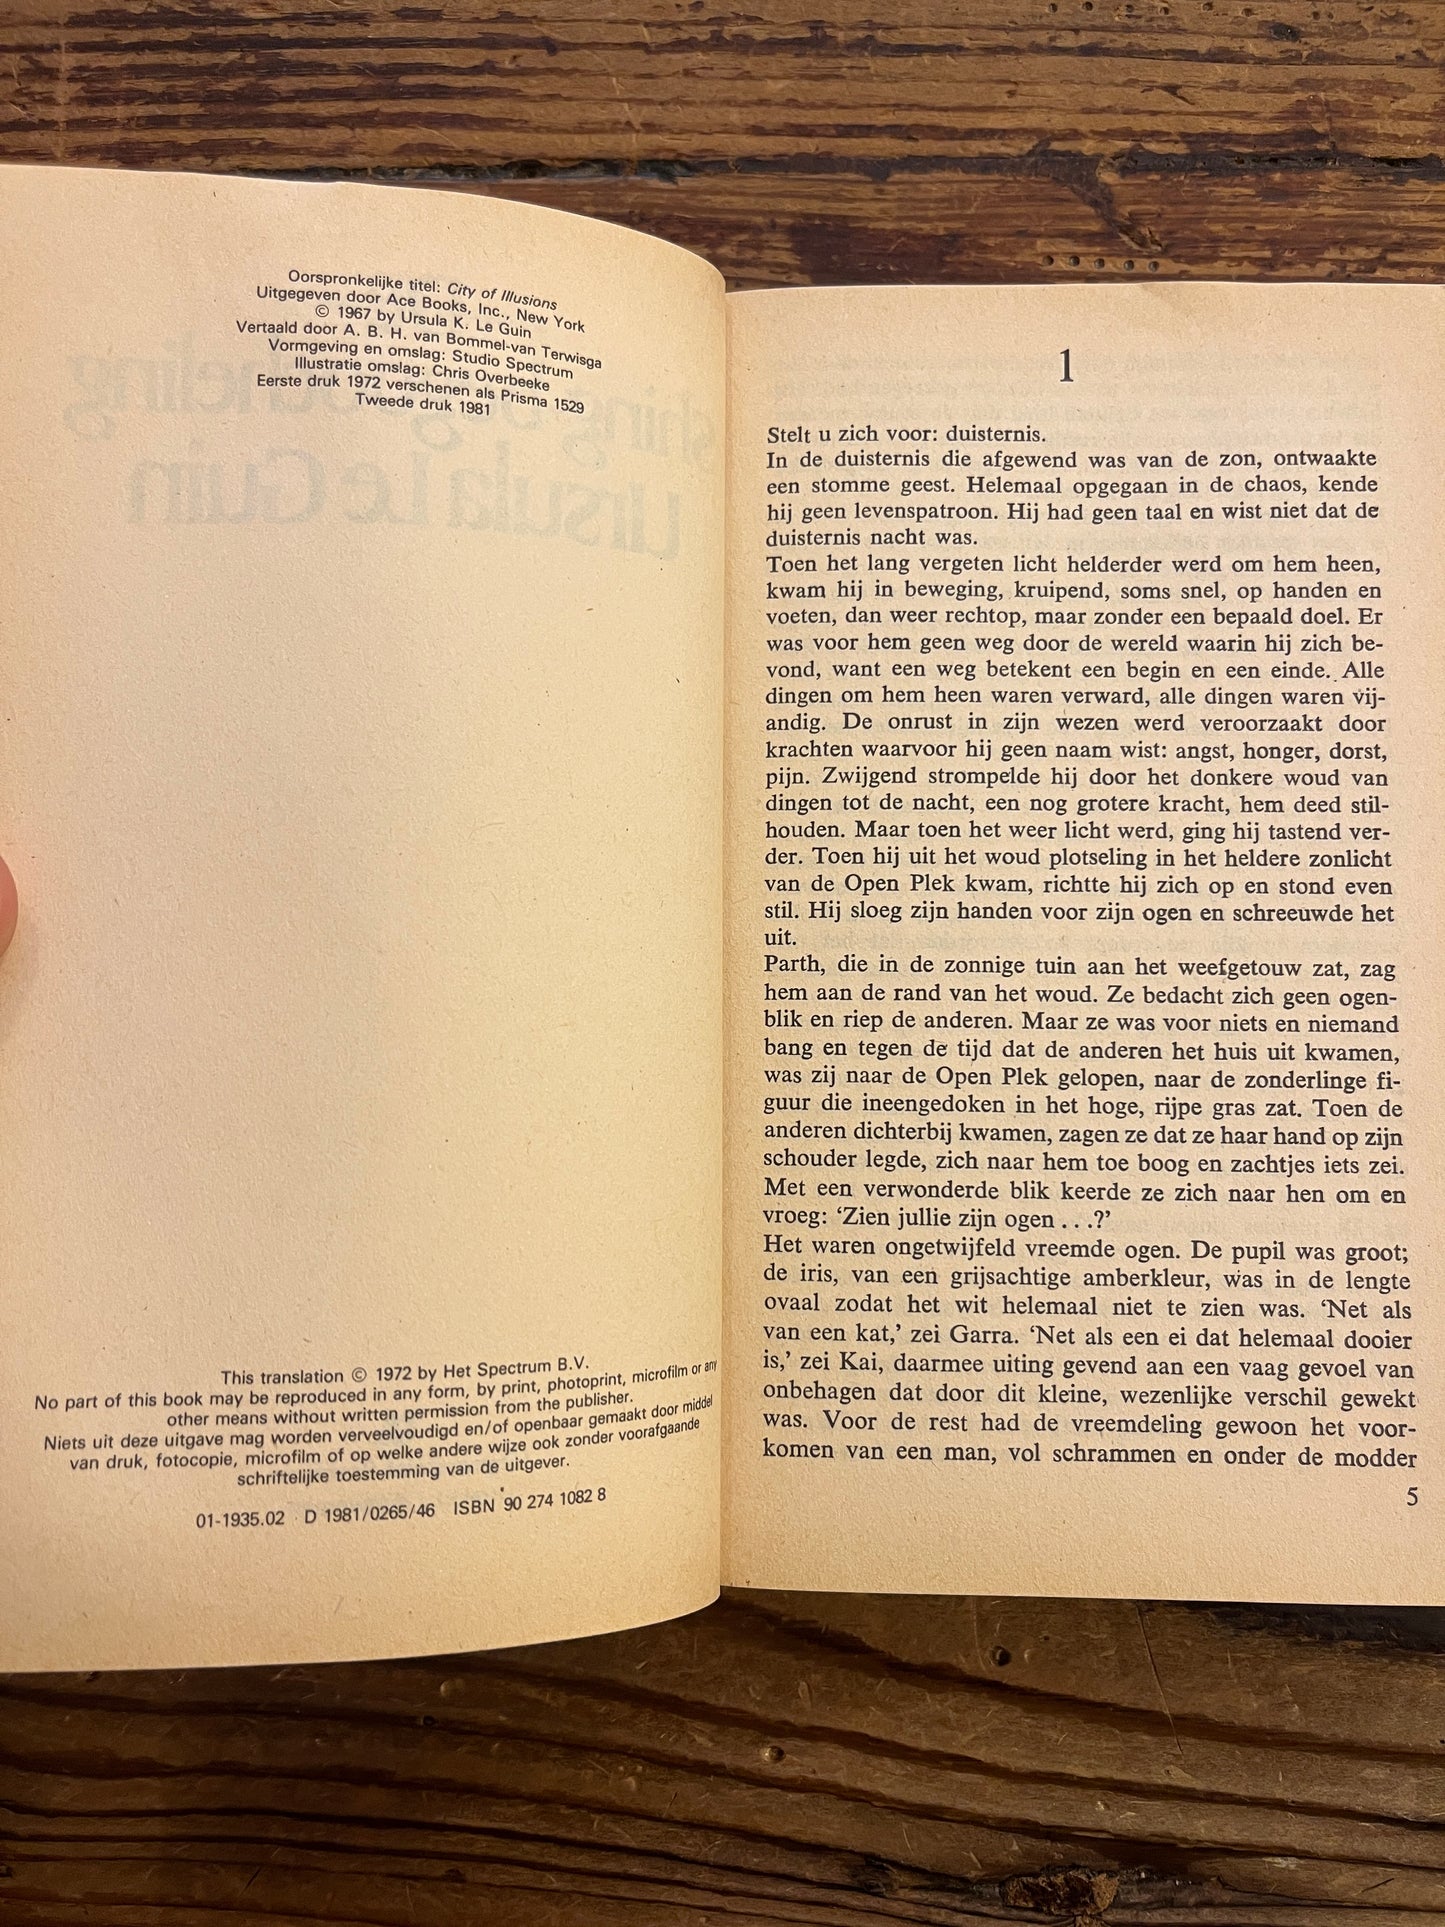 Oorspronkelijke titel: City of Illusions
Uitgegeven door Ace Books, Inc., New York
© 1967 by Ursula K. Le Guin
Vertaald door A. B. H. van Bommel-van Terwisga
Vormgeving en omslag: Studio Spectrum
Illustratie omslag: Chris Overbeeke
Eerste druk 1972 verschenen als Prisma 1529
Tweede druk 1981
This translation © 1972 by Het Spectrum B.V.
No part of this book may be reproduced in any form, by print, photoprint, microfilm or any
other means without written permission from the publisher.
Niets uit deze uitgave mag worden verveelvoudigd en/of openbaar gemaakt door middel
van druk, fotocopie, microfilm of op welke andere wijze ook zonder voorafgaande
schriftelijke toestemming van de uitgever.
01-1935.02 D 1981/0265/46 ISBN 90 274 1082 8
1
Stelt u zich voor: duisternis.
In de duisternis die afgewend was van de zon, ontwaakte
een stomme geest. Helemaal opgegaan in de chaos, kende
hij geen levenspatroon. Hij had geen taal en wist niet dat de
duisternis nacht was.
Toen het lang vergeten licht helderder werd om hem heen,
kwam hij in beweging, kruipend, soms snel, op handen en
voeten, dan weer rechtop, maar zonder een bepaald doel. Er
was voor hem geen weg door de wereld waarin hij zich be-
vond, want een weg betekent een begin en een einde. Alle
dingen om hem heen waren verward, alle dingen waren vij-
andig. De onrust in zijn wezen werd veroorzaakt door
krachten waarvoor hij geen naam wist: angst, honger, dorst,
pijn. Zwijgend strompelde hij door het donkere woud van
dingen tot de nacht, een nog grotere kracht, hem deed stil-
houden. Maar toen het weer licht werd, ging hij tastend ver-
der. Toen hij uit het woud plotseling in het heldere zonlicht
van de Open Plek kwam, richtte hij zich op en stond even
stil. Hij sloeg zijn handen voor zijn ogen en schreeuwde het
uit.
Parth, die in de zonnige tuin aan het weefgetouw zat, zag
hem aan de rand van het woud. Ze bedacht zich geen ogen-
blik en riep de anderen. Maar ze was voor niets en niemand
bang en tegen de tijd dat de anderen het huis uit kwamen,
was zij naar de Open Plek gelopen, naar de zonderlinge fi-
guur die ineengedoken in het hoge, rijpe gras zat. Toen de
anderen dichterbij kwamen, zagen ze dat ze haar hand op zijn
schouder legde, zich naar hem toe boog en zachtjes iets zei.
Met een verwonderde blik keerde ze zich naar hen om en
vroeg: ‘Zien jullie zijn ogen . . .?’
Het waren ongetwijfeld vreemde ogen. De pupil was groot;
de iris, van een grijsachtige amberkleur, was in de lengte
ovaal zodat het wit helemaal niet te zien was. ‘Net als
van een kat,’ zei Garra. ‘Net als een ei dat helemaal dooier
is,’ zei Kai, daarmee uiting gevend aan een vaag gevoel van
onbehagen dat door dit kleine, wezenlijke verschil gewekt
was. Voor de rest had de vreemdeling gewoon het voor-
komen van een man, vol schrammen en onder de modder
5